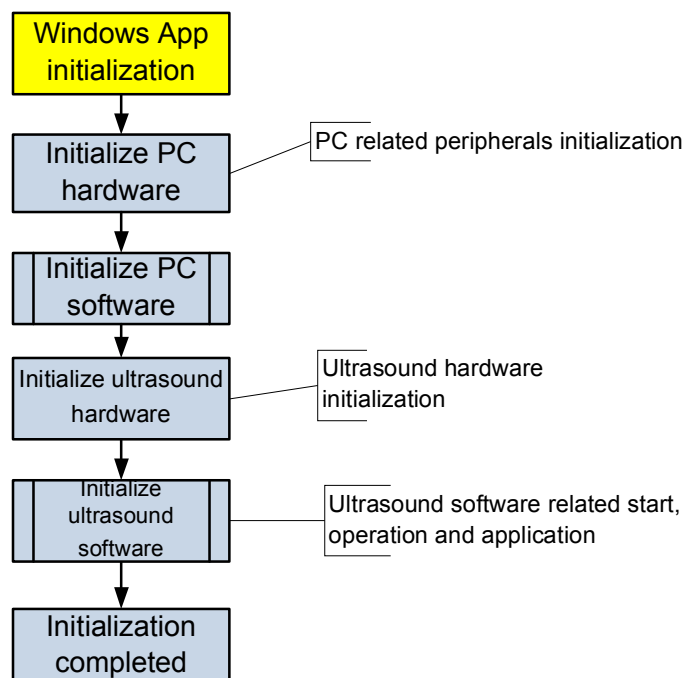 Windows App
initialization
Initialize PC
hardware
PC related peripherals initialization
Initialize PC
software
Initialize ultrasound
hardware
Ultrasound hardware
initialization
Initialize
ultrasound
software
Ultrasound software related start,
operation and application
Initialization
completed